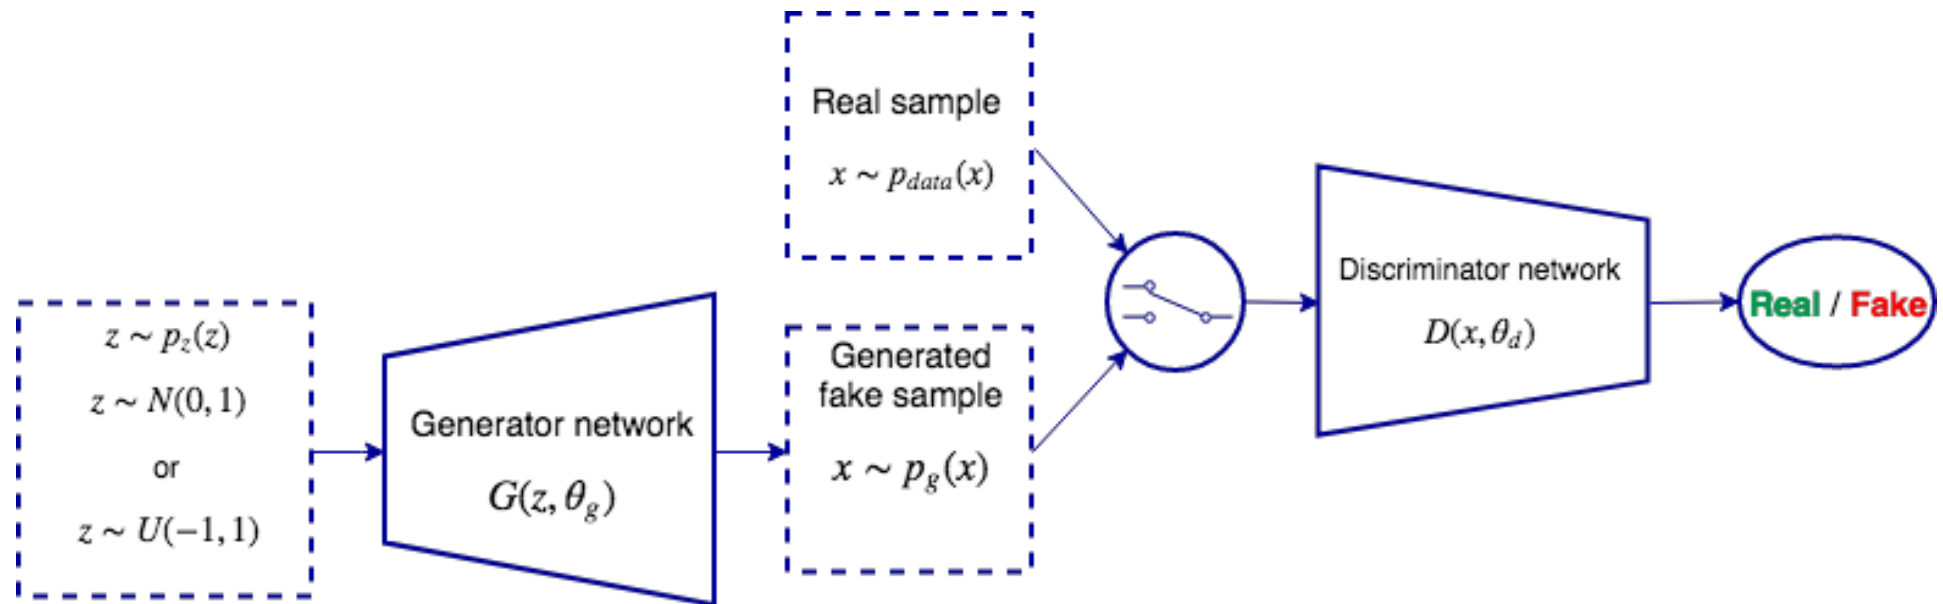 z ∼ p_z(z)
z ∼ N(0, 1)
or
z ∼ U(−1, 1)
Generator network
G(z, θ_g)
Real sample
x ∼ p_data(x)
Generated
fake sample
x ∼ p_g(x)
Discriminator network
D(x, θ_d)
Real / Fake